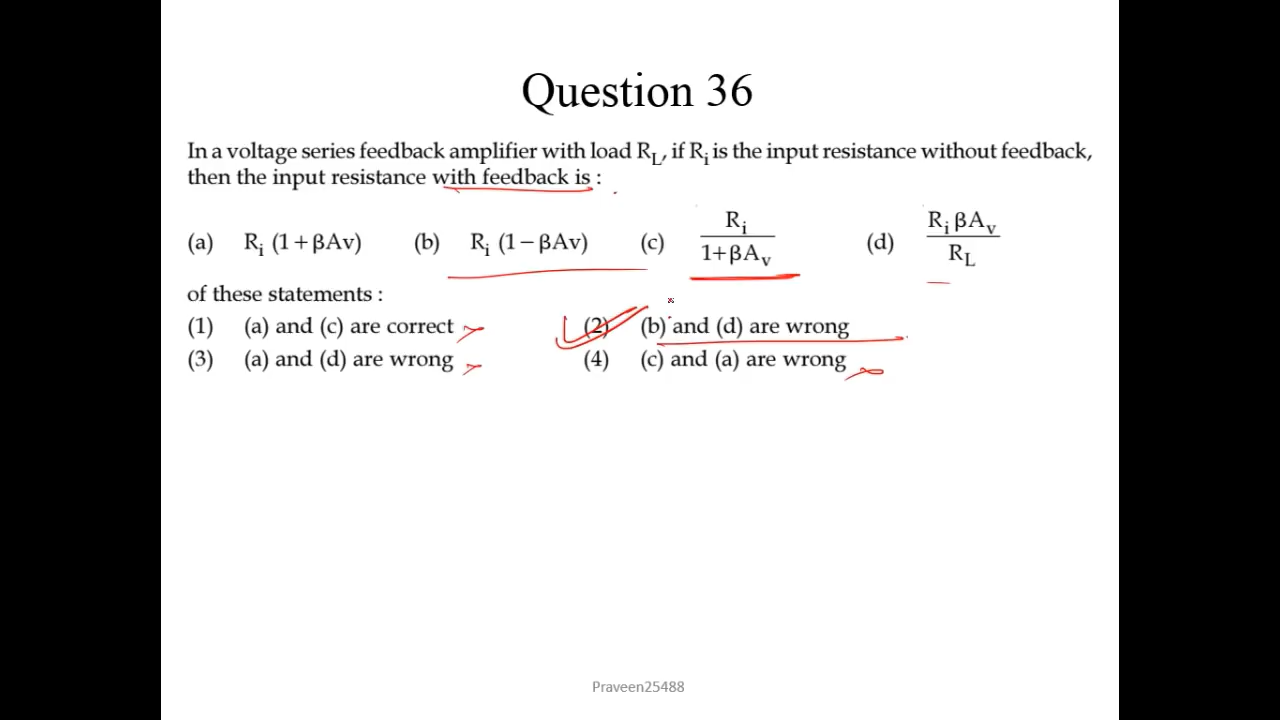 Question 36
In a voltage series feedback amplifier with load R_L, if R_i is the input resistance without feedback,
then the input resistance with feedback is :
(a) R_i (1 + βAv) (b) R_i (1 − βAv) (c) R_i / (1+βA_v) (d) R_i βA_v / R_L
of these statements :
(1) (a) and (c) are correct (2) (b) and (d) are wrong
(3) (a) and (d) are wrong (4) (c) and (a) are wrong
Praveen25488